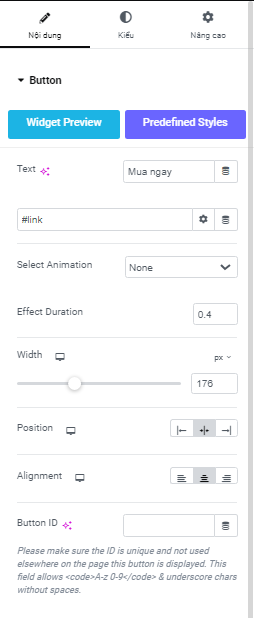 Nội dung
Kiểu
Nâng cao
Button
Widget Preview
Predefined Styles
Text
Mua ngay
#link
Select Animation
None
Effect Duration
0.4
Width
px
176
Position
Alignment
Button ID
Please make sure the ID is unique and not used
elsewhere on the page this button is displayed. This
field allows <code>A-z 0-9</code> & underscore chars
without spaces.